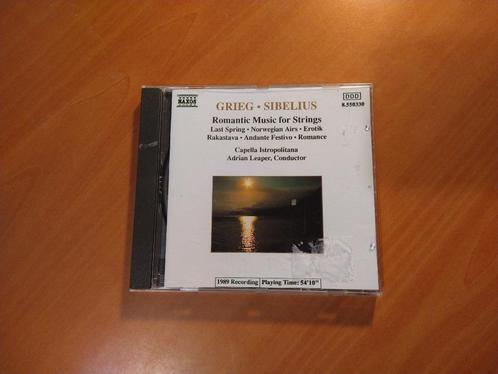 NAXOS
DDD
8.550330
GRIEG • SIBELIUS
Romantic Music for Strings
Last Spring • Norwegian Airs • Erotik
Rakastava • Andante Festivo • Romance
Capella Istropolitana
Adrian Leaper, Conductor
1989 Recording
Playing Time: 54'10"